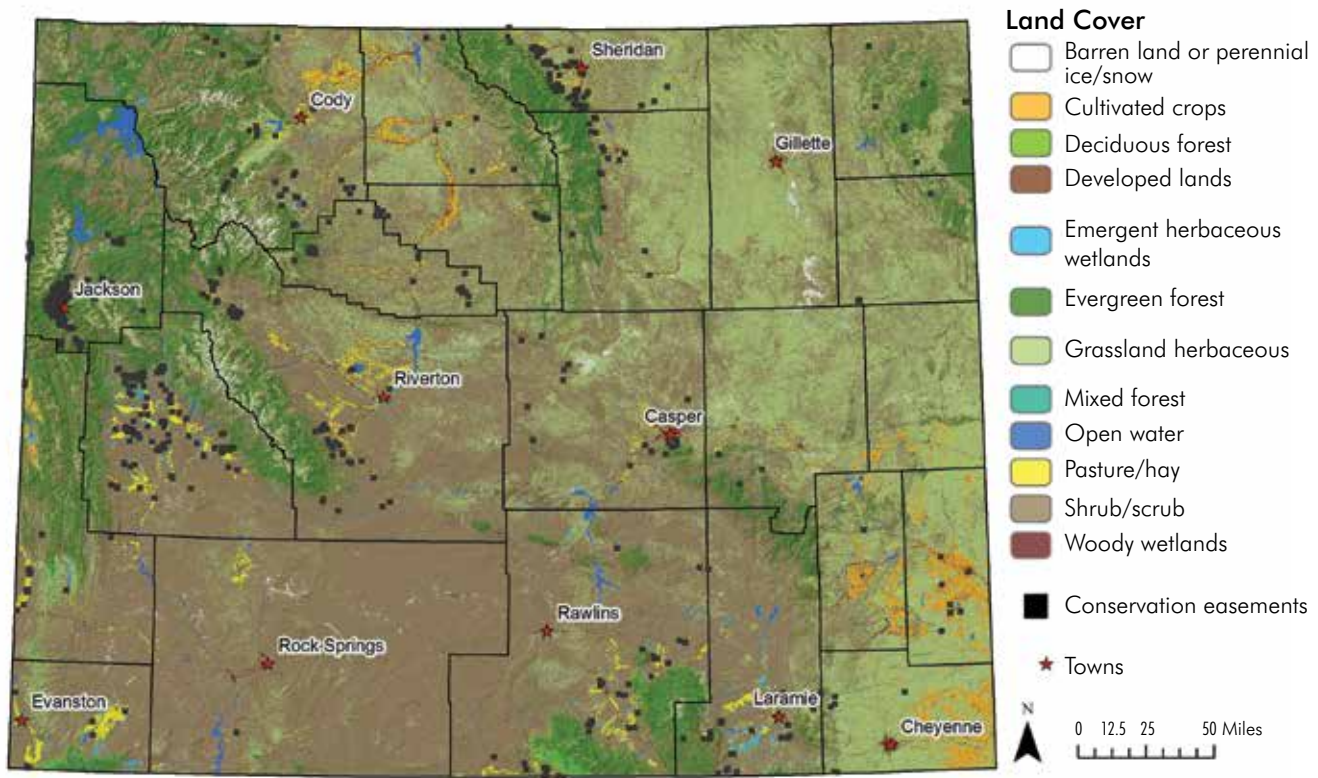 Sheridan
Cody
Gillette
Jackson
Riverton
Casper
Rawlins
Rock Springs
Evanston
Laramie
Cheyenne
Land Cover
Barren land or perennial
ice/snow
Cultivated crops
Deciduous forest
Developed lands
Emergent herbaceous
wetlands
Evergreen forest
Grassland herbaceous
Mixed forest
Open water
Pasture/hay
Shrub/scrub
Woody wetlands
Conservation easements
Towns
N
0 12.5 25 50 Miles